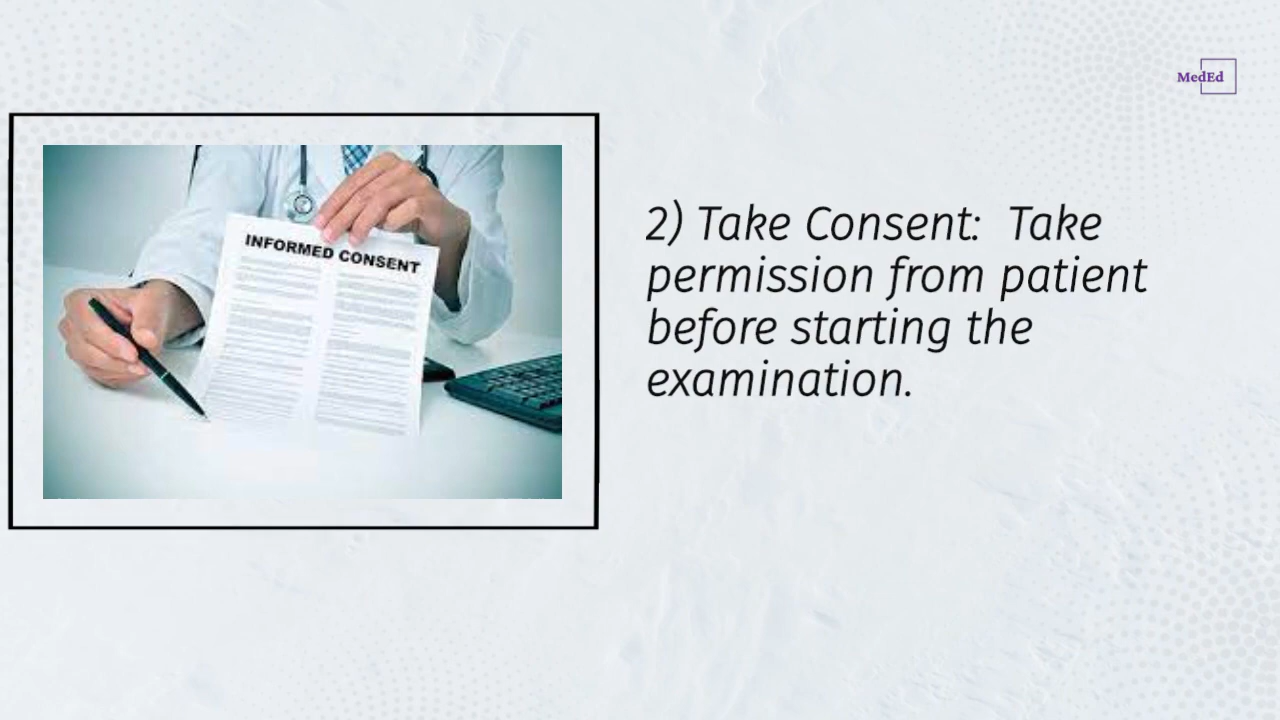 MedEd
INFORMED CONSENT
2) Take Consent:  Take
permission from patient
before starting the
examination.